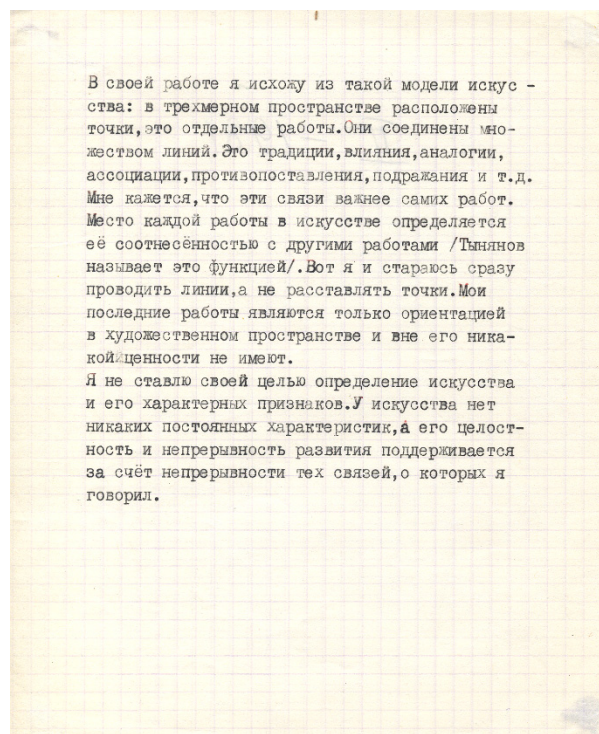 В своей работе я исхожу из такой модели искус -
ства: в трехмерном пространстве расположены
точки,это отдельные работы.Они соединены мно-
жеством линий.Это традиции,влияния,аналогии,
ассоциации,противопоставления,подражания и т.д.
Мне кажется,что эти связи важнее самих работ.
Место каждой работы в искусстве определяется
её соотнесённостью с другими работами /Тынянов
называет это функцией/.Вот я и стараюсь сразу
проводить линии,а не расставлять точки.Мои
последние работы являются только ориентацией
в художественном пространстве и вне его ника-
кой ценности не имеют.
Я не ставлю своей целью определение искусства
и его характерных признаков.У искусства нет
никаких постоянных характеристик,а его целост-
ность и непрерывность развития поддерживается
за счёт непрерывности тех связей,о которых я
говорил.